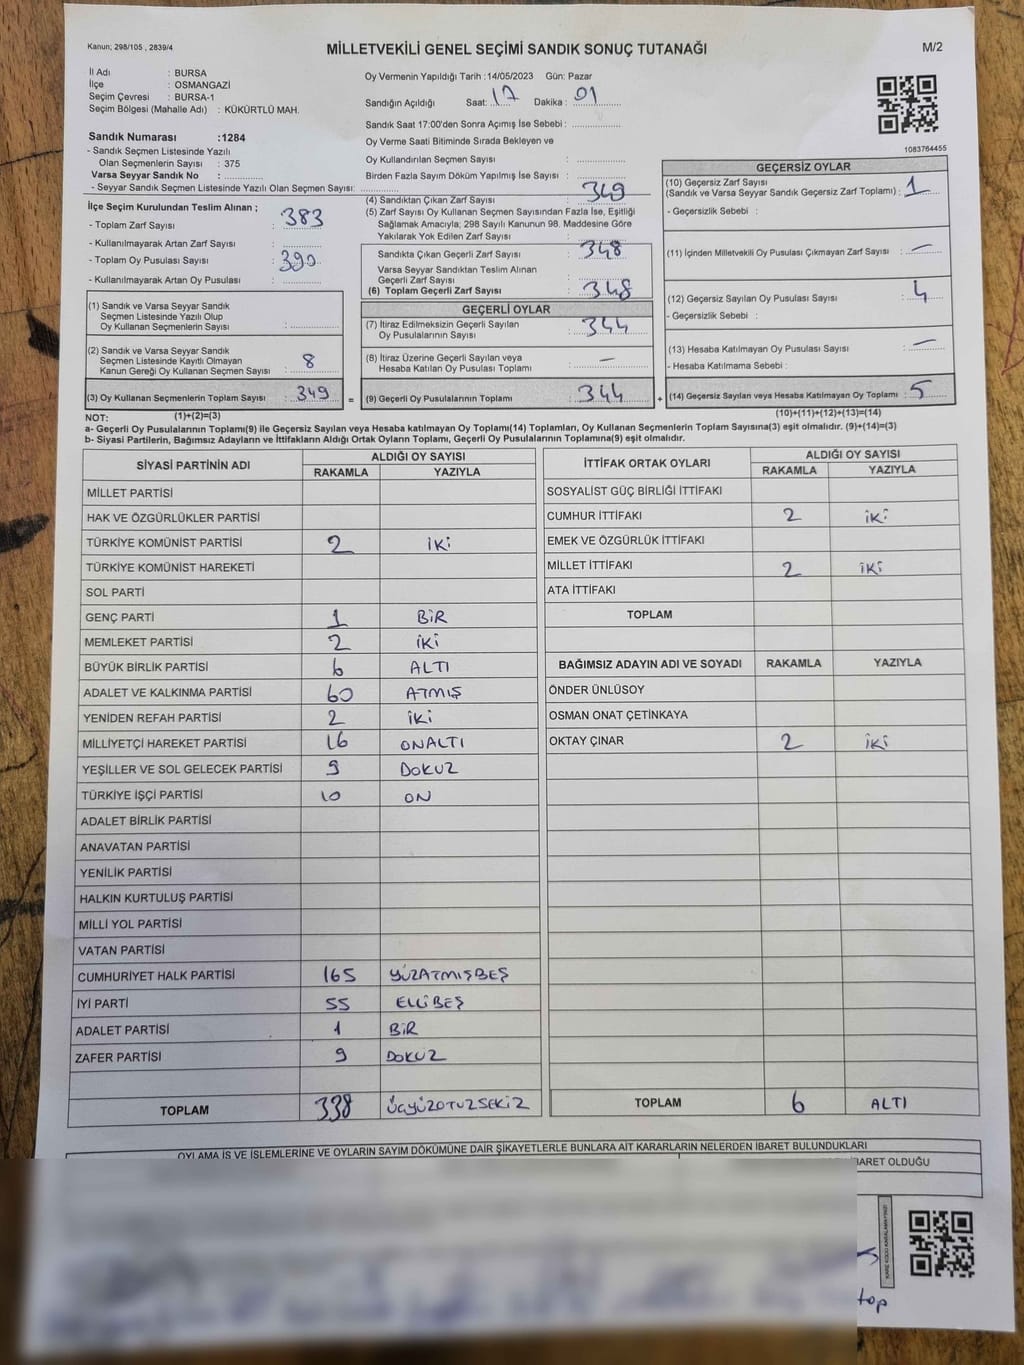 Kanun; 298/105 , 2839/4
MİLLETVEKİLİ GENEL SEÇİMİ SANDIK SONUÇ TUTANAĞI
M/2
İl Adı : BURSA
İlçe : OSMANGAZİ
Seçim Çevresi : BURSA-1
Seçim Bölgesi (Mahalle Adı) : KÜKÜRTLÜ MAH.
Sandık Numarası :1284
- Sandık Seçmen Listesinde Yazılı
Olan Seçmenlerin Sayısı : 375
Varsa Seyyar Sandık No :
- Seyyar Sandık Seçmen Listesinde Yazılı Olan Seçmen Sayısı:
Oy Vermenin Yapıldığı Tarih :14/05/2023 Gün: Pazar
Sandığın Açıldığı Saat: 17 Dakika : 01
Sandık Saat 17:00'den Sonra Açımış İse Sebebi :
Oy Verme Saati Bitiminde Sırada Bekleyen ve
Oy Kullandırılan Seçmen Sayısı :
Birden Fazla Sayım Döküm Yapılmış İse Sayısı :
1083764455
İlçe Seçim Kurulundan Teslim Alınan ;
- Toplam Zarf Sayısı : 383
- Kullanılmayarak Artan Zarf Sayısı :
- Toplam Oy Pusulası Sayısı : 390
- Kullanılmayarak Artan Oy Pusulası :
(1) Sandık ve Varsa Seyyar Sandık
Seçmen Listesinde Yazılı Olup
Oy Kullanan Seçmenlerin Sayısı :
(2) Sandık ve Varsa Seyyar Sandık
Seçmen Listesinde Kayıtlı Olmayan
Kanun Gereği Oy Kullanan Seçmen Sayısı : 8
(3) Oy Kullanan Seçmenlerin Toplam Sayısı : 349 =
(4) Sandıktan Çıkan Zarf Sayısı : 349
(5) Zarf Sayısı Oy Kullanan Seçmen Sayısından Fazla İse, Eşitliği
Sağlamak Amacıyla; 298 Sayılı Kanunun 98. Maddesine Göre
Yakılarak Yok Edilen Zarf Sayısı :
Sandıkta Çıkan Geçerli Zarf Sayısı : 348
Varsa Seyyar Sandıktan Teslim Alınan
Geçerli Zarf Sayısı :
(6) Toplam Geçerli Zarf Sayısı : 348
GEÇERLİ OYLAR
(7) İtiraz Edilmeksizin Geçerli Sayılan
Oy Pusulalarının Sayısı : 344
(8) İtiraz Üzerine Geçerli Sayılan veya
Hesaba Katılan Oy Pusulası Toplamı : —
(9) Geçerli Oy Pusulalarının Toplamı : 344 +
GEÇERSİZ OYLAR
(10) Geçersiz Zarf Sayısı
(Sandık ve Varsa Seyyar Sandık Geçersiz Zarf Toplamı) : 1
- Geçersizlik Sebebi :
(11) İçinden Milletvekili Oy Pusulası Çıkmayan Zarf Sayısı : —
(12) Geçersiz Sayılan Oy Pusulası Sayısı : 4
- Geçersizlik Sebebi :
(13) Hesaba Katılmayan Oy Pusulası Sayısı : —
- Hesaba Katılmama Sebebi :
(14) Geçersiz Sayılan veya Hesaba Katılmayan Oy Toplamı : 5
NOT: (1)+(2)=(3) (10)+(11)+(12)+(13)=(14)
a- Geçerli Oy Pusulalarının Toplamı(9) ile Geçersiz Sayılan veya Hesaba katılmayan Oy Toplamı(14) Toplamları, Oy Kullanan Seçmenlerin Toplam Sayısına(3) eşit olmalıdır. (9)+(14)=(3)
b- Siyasi Partilerin, Bağımsız Adayların ve İttifakların Aldığı Ortak Oyların Toplamı, Geçerli Oy Pusulalarının Toplamına(9) eşit olmalıdır.
SİYASİ PARTİNİN ADI ALDIĞI OY SAYISI
RAKAMLA YAZIYLA
MİLLET PARTİSİ
HAK VE ÖZGÜRLÜKLER PARTİSİ
TÜRKİYE KOMÜNİST PARTİSİ 2 İKİ
TÜRKİYE KOMÜNİST HAREKETİ
SOL PARTİ
GENÇ PARTİ 1 BİR
MEMLEKET PARTİSİ 2 İKİ
BÜYÜK BİRLİK PARTİSİ 6 ALTI
ADALET VE KALKINMA PARTİSİ 60 ATMIŞ
YENİDEN REFAH PARTİSİ 2 İKİ
MİLLİYETÇİ HAREKET PARTİSİ 16 ONALTI
YEŞİLLER VE SOL GELECEK PARTİSİ 9 DOKUZ
TÜRKİYE İŞÇİ PARTİSİ 10 ON
ADALET BİRLİK PARTİSİ
ANAVATAN PARTİSİ
YENİLİK PARTİSİ
HALKIN KURTULUŞ PARTİSİ
MİLLİ YOL PARTİSİ
VATAN PARTİSİ
CUMHURİYET HALK PARTİSİ 165 YÜZATMIŞBEŞ
İYİ PARTİ 55 ELLİBEŞ
ADALET PARTİSİ 1 BİR
ZAFER PARTİSİ 9 DOKUZ
TOPLAM 338 ÜÇYÜZOTUZSEKİZ
İTTİFAK ORTAK OYLARI ALDIĞI OY SAYISI
RAKAMLA YAZIYLA
SOSYALİST GÜÇ BİRLİĞİ İTTİFAKI
CUMHUR İTTİFAKI 2 İKİ
EMEK VE ÖZGÜRLÜK İTTİFAKI
MİLLET İTTİFAKI 2 İKİ
ATA İTTİFAKI
TOPLAM
BAĞIMSIZ ADAYIN ADI VE SOYADI RAKAMLA YAZIYLA
ÖNDER ÜNLÜSOY
OSMAN ONAT ÇETİNKAYA
OKTAY ÇINAR 2 İKİ
TOPLAM 6 ALTI
OYLAMA İŞ VE İŞLEMLERİNE VE OYLARIN SAYIM DÖKÜMÜNE DAİR ŞİKAYETLERLE BUNLARA AİT KARARLARIN NELERDEN İBARET BULUNDUKLARI
İBARET OLDUĞU
KARE KODU KARALAMAYINIZ!